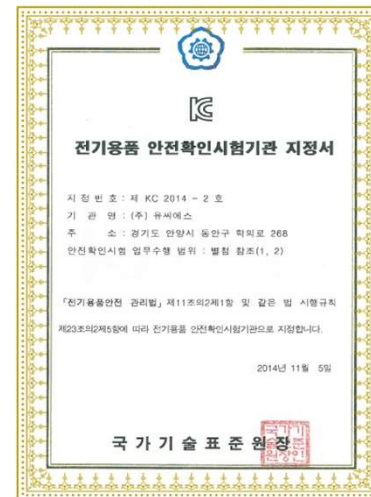 전기용품 안전확인시험기관 지정서
지 정 번 호 : 제 KC 2014 - 2 호
기 관 명 : (주) 유씨에스
주 소 : 경기도 안양시 동안구 학의로 268
안전확인시험 업무수행 범위 : 별첨 참조(1, 2)
「전기용품안전 관리법」 제11조의2제1항 및 같은 법 시행규칙
제23조의2제5항에 따라 전기용품 안전확인시험기관으로 지정합니다.
2014년 11월 5일
국 가 기 술 표 준 원 장